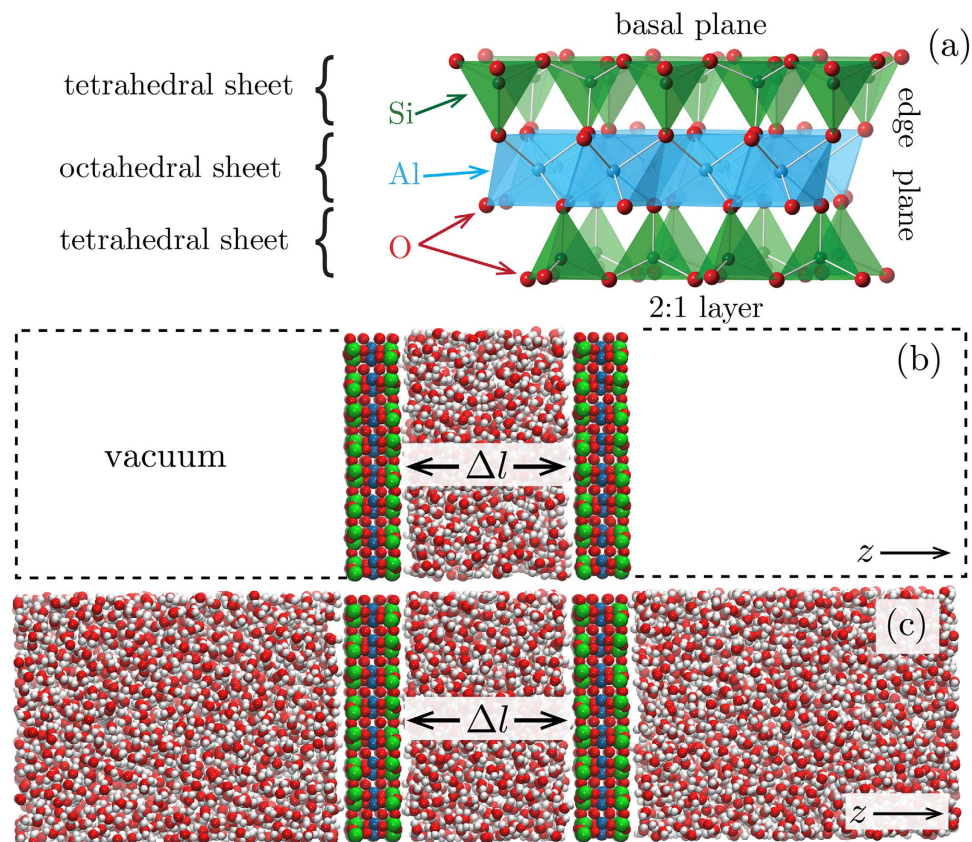 basal plane
(a)
tetrahedral sheet
Si
edge plane
octahedral sheet
Al
tetrahedral sheet
O
2:1 layer
(b)
vacuum
Δl
z
(c)
Δl
z